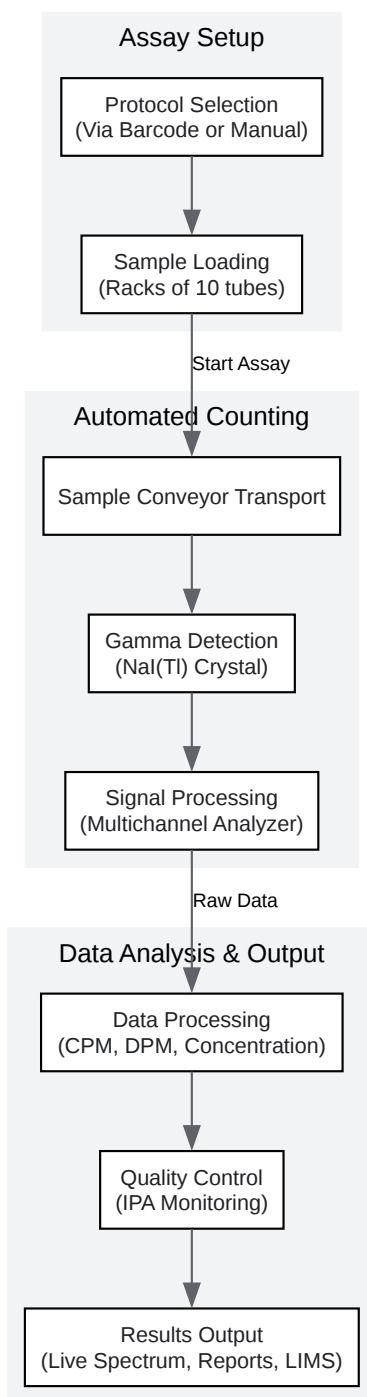 Assay Setup
Protocol Selection
(Via Barcode or Manual)
Sample Loading
(Racks of 10 tubes)
Start Assay
Automated Counting
Sample Conveyor Transport
Gamma Detection
(NaI(Tl) Crystal)
Signal Processing
(Multichannel Analyzer)
Raw Data
Data Analysis & Output
Data Processing
(CPM, DPM, Concentration)
Quality Control
(IPA Monitoring)
Results Output
(Live Spectrum, Reports, LIMS)